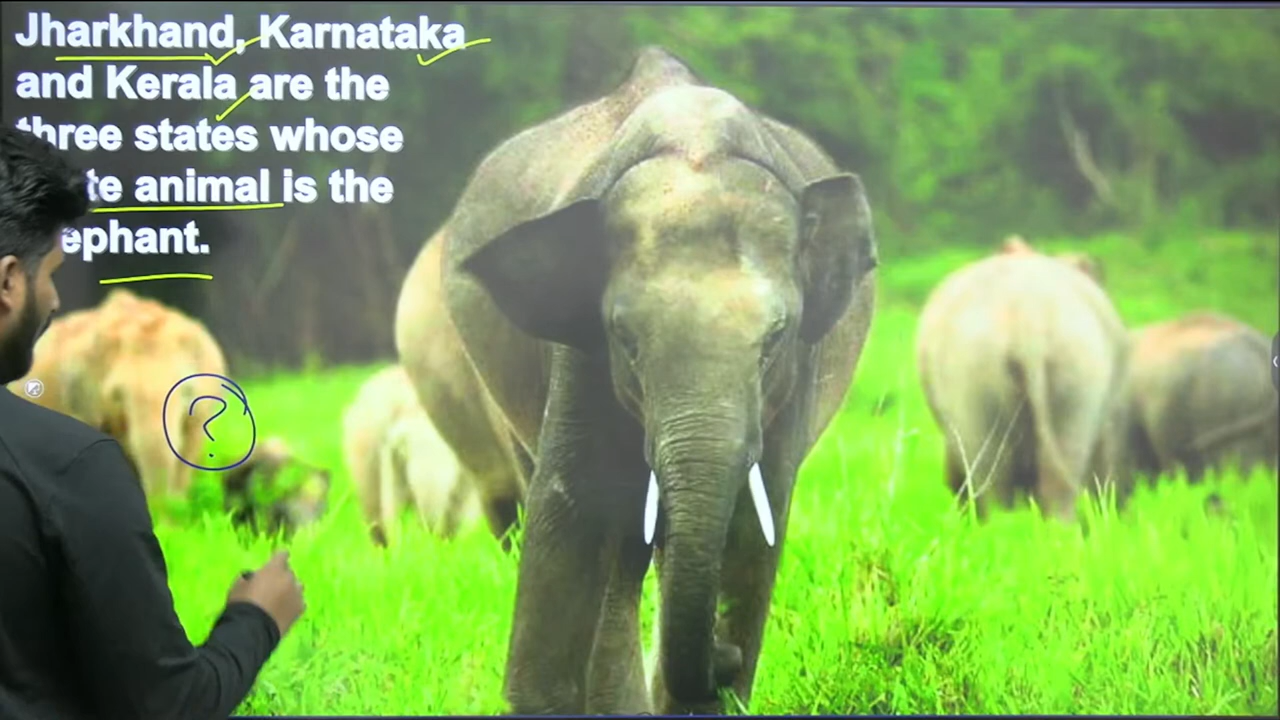 Jharkhand, Karnataka
and Kerala are the
three states whose
te animal is the
ephant.
?